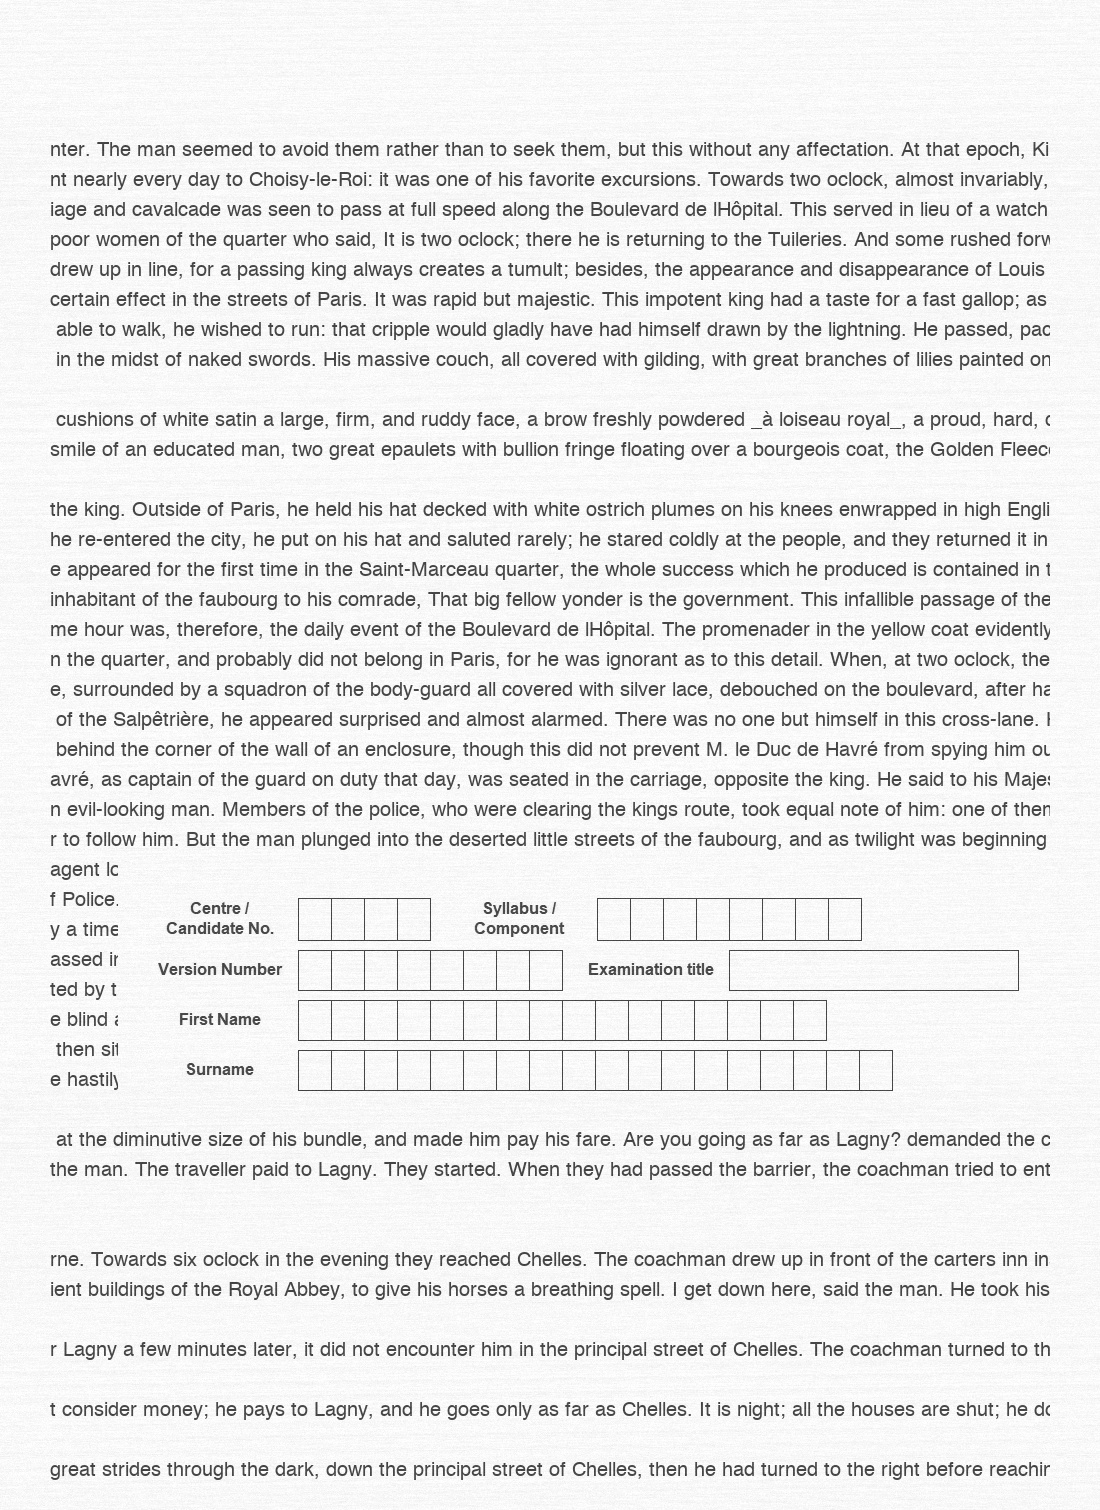 nter. The man seemed to avoid them rather than to seek them, but this without any affectation. At that epoch, Ki
nt nearly every day to Choisy-le-Roi: it was one of his favorite excursions. Towards two oclock, almost invariably,
iage and cavalcade was seen to pass at full speed along the Boulevard de lHôpital. This served in lieu of a watch
poor women of the quarter who said, It is two oclock; there he is returning to the Tuileries. And some rushed forw
drew up in line, for a passing king always creates a tumult; besides, the appearance and disappearance of Louis
certain effect in the streets of Paris. It was rapid but majestic. This impotent king had a taste for a fast gallop; as
able to walk, he wished to run: that cripple would gladly have had himself drawn by the lightning. He passed, pac
in the midst of naked swords. His massive couch, all covered with gilding, with great branches of lilies painted on
cushions of white satin a large, firm, and ruddy face, a brow freshly powdered _à loiseau royal_, a proud, hard,
smile of an educated man, two great epaulets with bullion fringe floating over a bourgeois coat, the Golden Fleec
the king. Outside of Paris, he held his hat decked with white ostrich plumes on his knees enwrapped in high Engli
he re-entered the city, he put on his hat and saluted rarely; he stared coldly at the people, and they returned it in
e appeared for the first time in the Saint-Marceau quarter, the whole success which he produced is contained in t
inhabitant of the faubourg to his comrade, That big fellow yonder is the government. This infallible passage of the
me hour was, therefore, the daily event of the Boulevard de lHôpital. The promenader in the yellow coat evidently
n the quarter, and probably did not belong in Paris, for he was ignorant as to this detail. When, at two oclock, the
e, surrounded by a squadron of the body-guard all covered with silver lace, debouched on the boulevard, after ha
of the Salpêtrière, he appeared surprised and almost alarmed. There was no one but himself in this cross-lane.
behind the corner of the wall of an enclosure, though this did not prevent M. le Duc de Havré from spying him ou
avré, as captain of the guard on duty that day, was seated in the carriage, opposite the king. He said to his Majes
n evil-looking man. Members of the police, who were clearing the kings route, took equal note of him: one of them
r to follow him. But the man plunged into the deserted little streets of the faubourg, and as twilight was beginning
agent lo
f Police.
y a time
assed in
ted by t
e blind a
then sit
e hastily
Centre /
Candidate No.
Syllabus /
Component
Version Number
Examination title
First Name
Surname
at the diminutive size of his bundle, and made him pay his fare. Are you going as far as Lagny? demanded the c
the man. The traveller paid to Lagny. They started. When they had passed the barrier, the coachman tried to ent
rne. Towards six oclock in the evening they reached Chelles. The coachman drew up in front of the carters inn in
ient buildings of the Royal Abbey, to give his horses a breathing spell. I get down here, said the man. He took his
r Lagny a few minutes later, it did not encounter him in the principal street of Chelles. The coachman turned to th
t consider money; he pays to Lagny, and he goes only as far as Chelles. It is night; all the houses are shut; he do
great strides through the dark, down the principal street of Chelles, then he had turned to the right before reachin